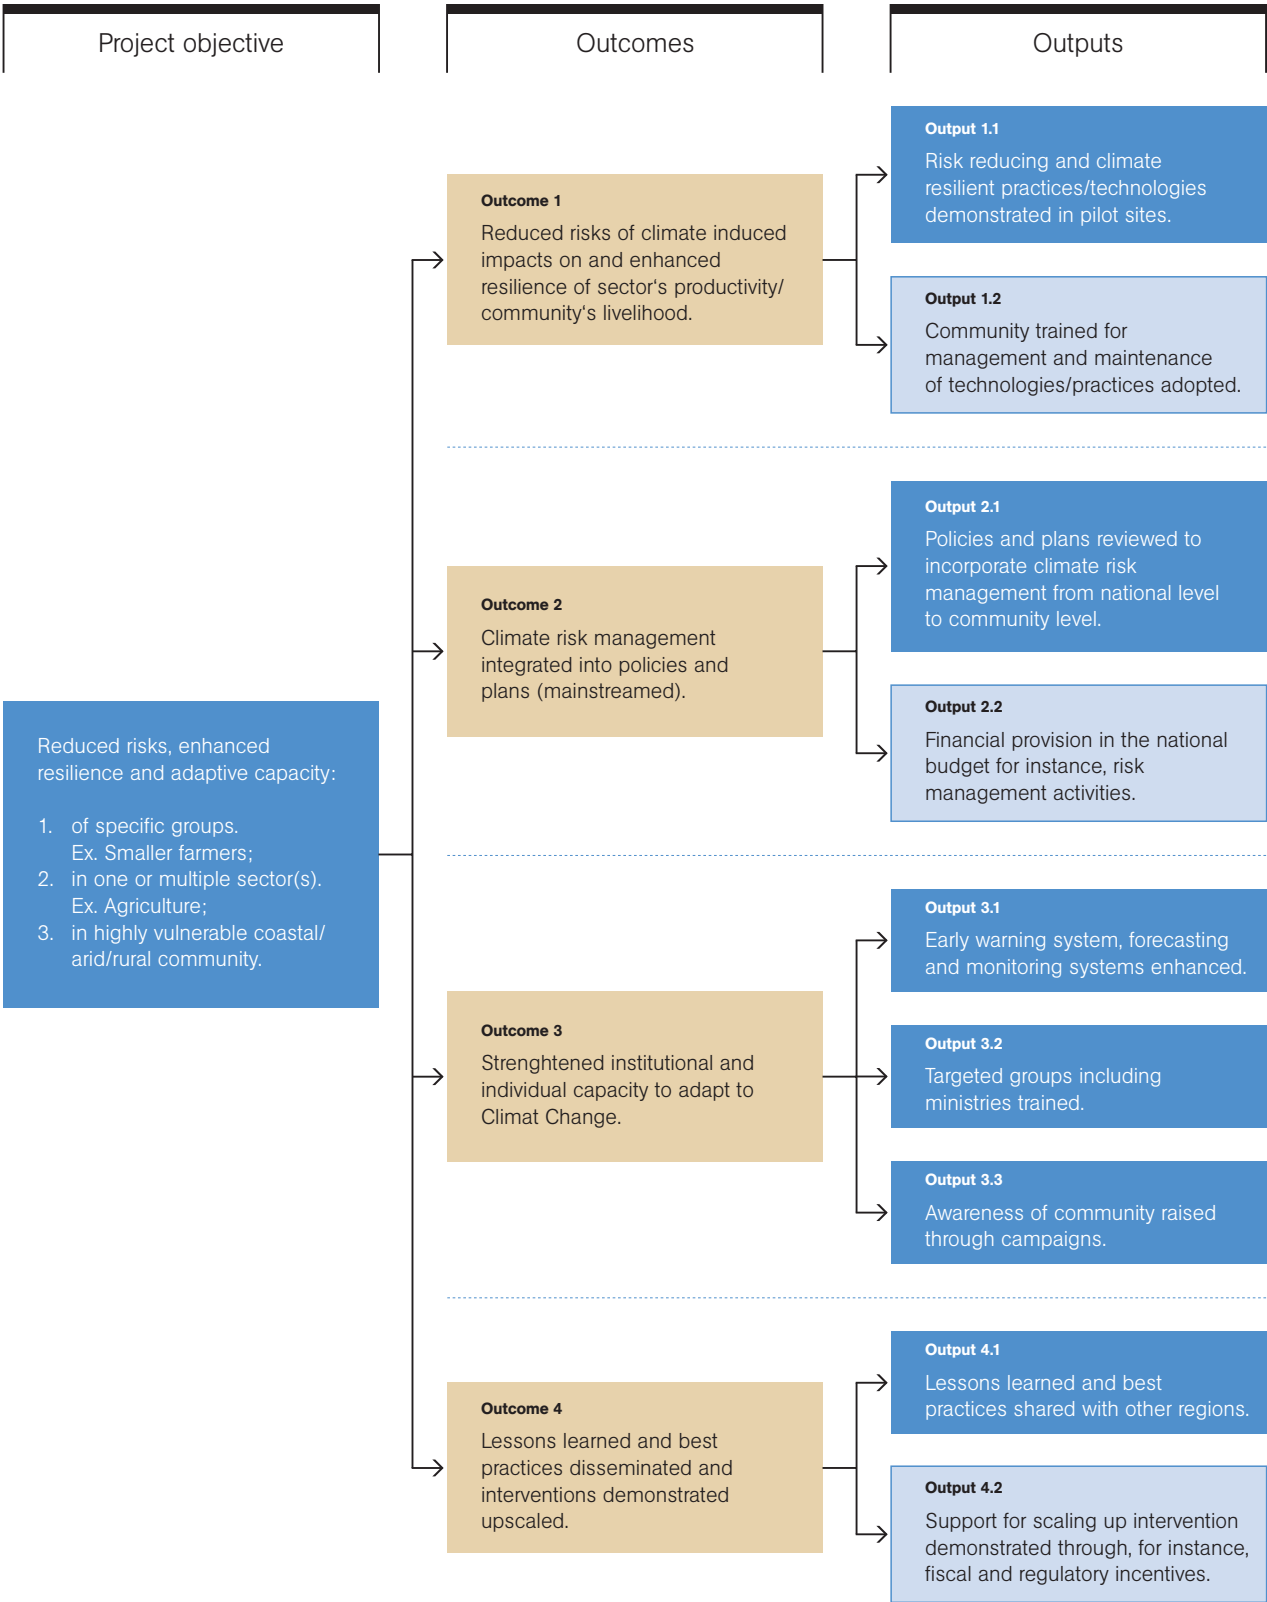 Project objective
Outcomes
Outputs
Reduced risks, enhanced
resilience and adaptive capacity:
1. of specific groups.
Ex. Smaller farmers;
2. in one or multiple sector(s).
Ex. Agriculture;
3. in highly vulnerable coastal/
arid/rural community.
Outcome 1
Reduced risks of climate induced
impacts on and enhanced
resilience of sector‘s productivity/
community‘s livelihood.
Output 1.1
Risk reducing and climate
resilient practices/technologies
demonstrated in pilot sites.
Output 1.2
Community trained for
management and maintenance
of technologies/practices adopted.
Outcome 2
Climate risk management
integrated into policies and
plans (mainstreamed).
Output 2.1
Policies and plans reviewed to
incorporate climate risk
management from national level
to community level.
Output 2.2
Financial provision in the national
budget for instance, risk
management activities.
Outcome 3
Strenghtened institutional and
individual capacity to adapt to
Climat Change.
Output 3.1
Early warning system, forecasting
and monitoring systems enhanced.
Output 3.2
Targeted groups including
ministries trained.
Output 3.3
Awareness of community raised
through campaigns.
Outcome 4
Lessons learned and best
practices disseminated and
interventions demonstrated
upscaled.
Output 4.1
Lessons learned and best
practices shared with other regions.
Output 4.2
Support for scaling up intervention
demonstrated through, for instance,
fiscal and regulatory incentives.